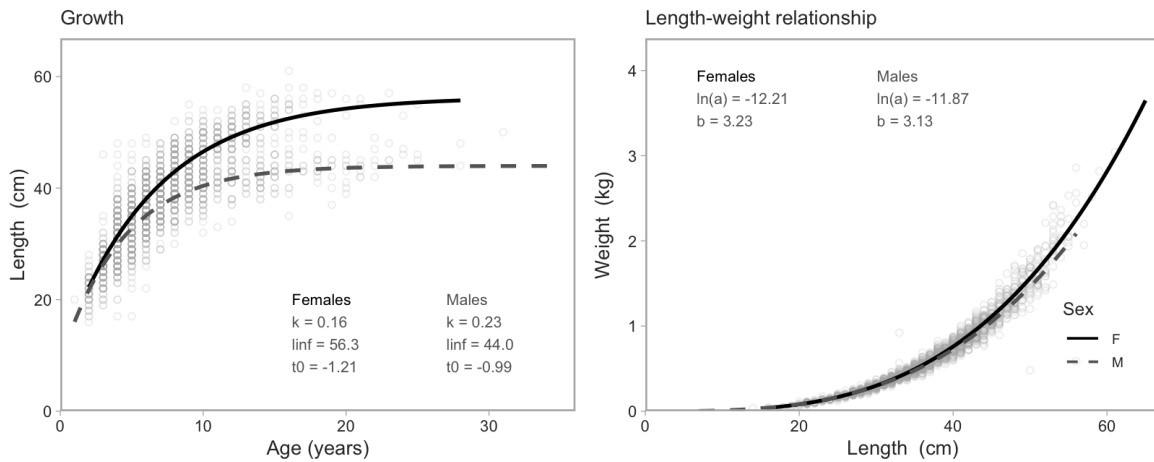 Growth
Length (cm)
60
40
20
0
Females
k = 0.16
linf = 56.3
t0 = -1.21
Males
k = 0.23
linf = 44.0
t0 = -0.99
0 10 20 30
Age (years)
Length-weight relationship
Weight (kg)
4
3
2
1
0
Females
ln(a) = -12.21
b = 3.23
Males
ln(a) = -11.87
b = 3.13
Sex
F
M
0 20 40 60
Length (cm)